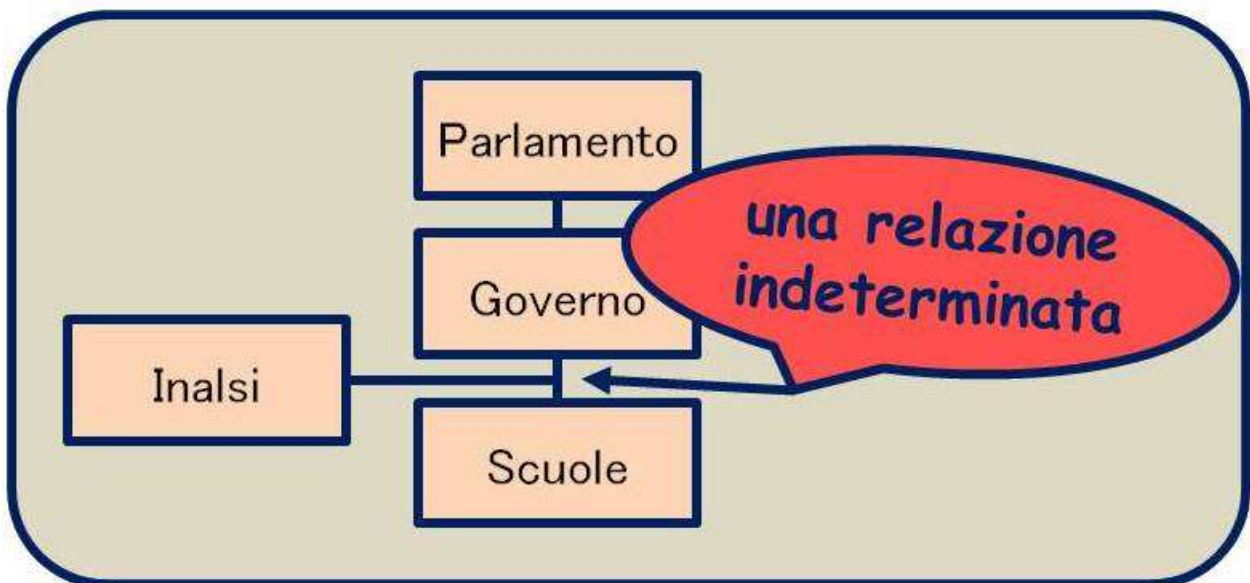 Parlamento
una relazione
indeterminata
Governo
Inalsi
Scuole